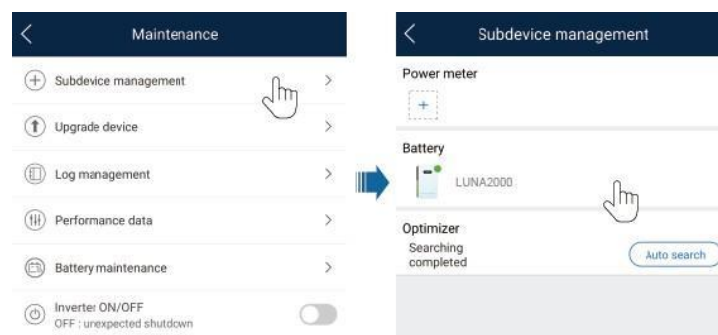 Maintenance
Subdevice management
Upgrade device
Log management
Performance data
Battery maintenance
Inverter ON/OFF
OFF : unexpected shutdown
Subdevice management
Power meter
+
Battery
LUNA2000
Optimizer
Searching
completed
Auto search